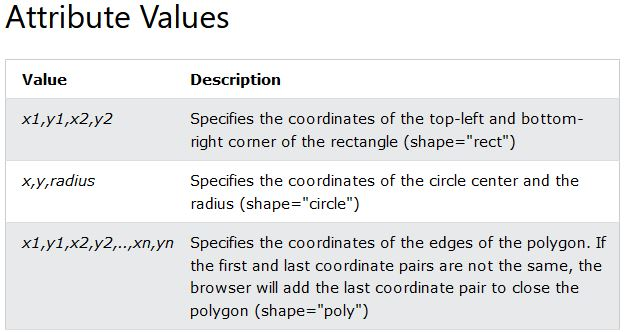 Attribute Values
Value Description
x1,y1,x2,y2 Specifies the coordinates of the top-left and bottom-
right corner of the rectangle (shape="rect")
x,y,radius Specifies the coordinates of the circle center and the
radius (shape="circle")
x1,y1,x2,y2,..,xn,yn Specifies the coordinates of the edges of the polygon. If
the first and last coordinate pairs are not the same, the
browser will add the last coordinate pair to close the
polygon (shape="poly")